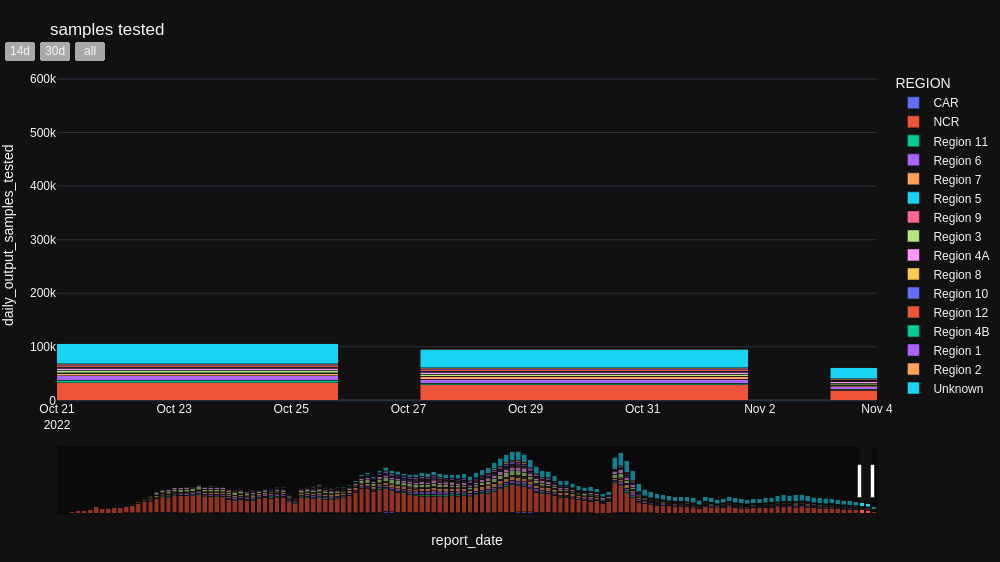 samples tested
14d 30d all
daily_output_samples_tested
600k
500k
400k
300k
200k
100k
0
Oct 21 Oct 23 Oct 25 Oct 27 Oct 29 Oct 31 Nov 2 Nov 4
2022
report_date
REGION
CAR
NCR
Region 11
Region 6
Region 7
Region 5
Region 9
Region 3
Region 4A
Region 8
Region 10
Region 12
Region 4B
Region 1
Region 2
Unknown